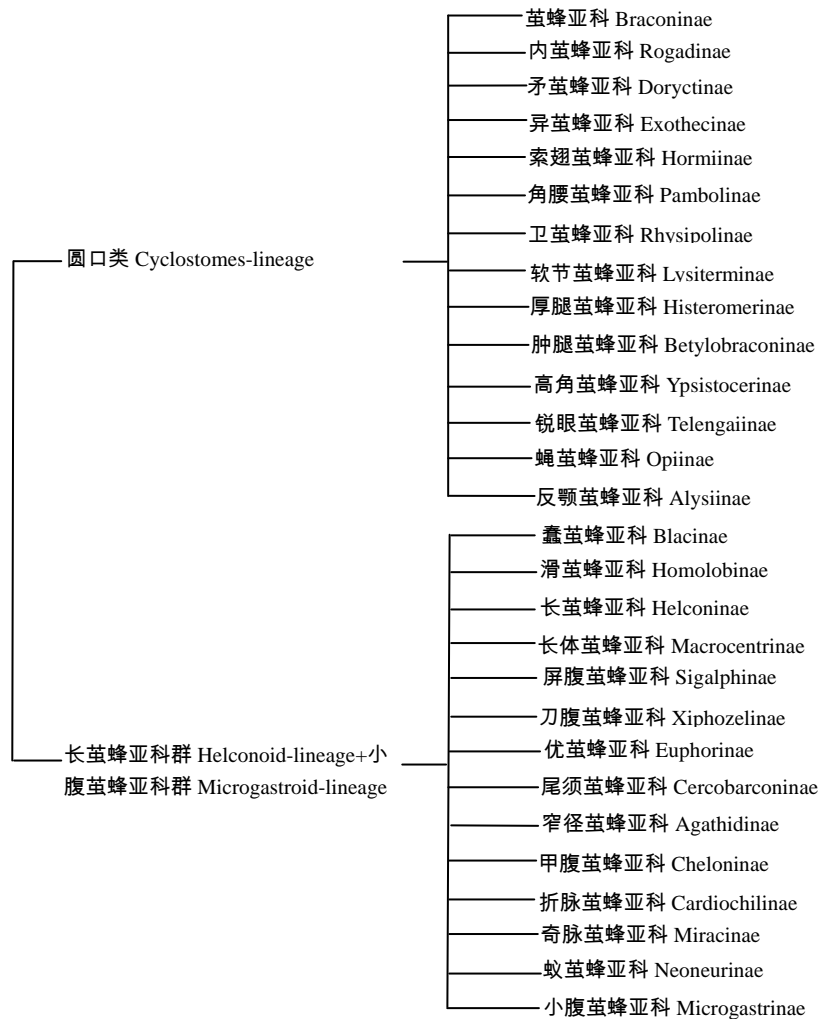 茧蜂亚科 Braconinae
内茧蜂亚科 Rogadinae
矛茧蜂亚科 Doryctinae
异茧蜂亚科 Exothecinae
索翅茧蜂亚科 Hormiinae
角腰茧蜂亚科 Pambolinae
卫茧蜂亚科 Rhysipolinae
圆口类 Cyclostomes-lineage
软节茧蜂亚科 Lysiterminae
厚腿茧蜂亚科 Histeromerinae
肿腿茧蜂亚科 Betylobraconinae
高角茧蜂亚科 Ypsistocerinae
锐眼茧蜂亚科 Telengaiinae
蝇茧蜂亚科 Opiinae
反颚茧蜂亚科 Alysiinae
蠹茧蜂亚科 Blacinae
滑茧蜂亚科 Homolobinae
长茧蜂亚科 Helconinae
长体茧蜂亚科 Macrocentrinae
屏腹茧蜂亚科 Sigalphinae
刀腹茧蜂亚科 Xiphozelinae
长茧蜂亚科群 Helconoid-lineage+小
腹茧蜂亚科群 Microgastroid-lineage
优茧蜂亚科 Euphorinae
尾须茧蜂亚科 Cercobarconinae
窄径茧蜂亚科 Agathidinae
甲腹茧蜂亚科 Cheloninae
折脉茧蜂亚科 Cardiochilinae
奇脉茧蜂亚科 Miracinae
蚁茧蜂亚科 Neoneurinae
小腹茧蜂亚科 Microgastrinae